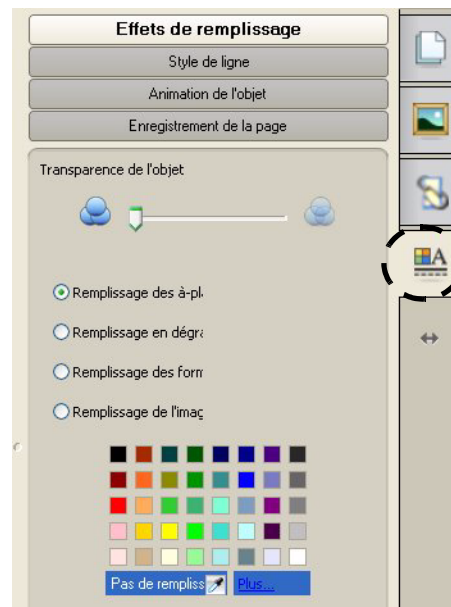 Effets de remplissage
Style de ligne
Animation de l'objet
Enregistrement de la page
Transparence de l'objet
Remplissage des à-pl
Remplissage en dégra
Remplissage des form
Remplissage de l'imag
Pas de rempliss Plus...
A